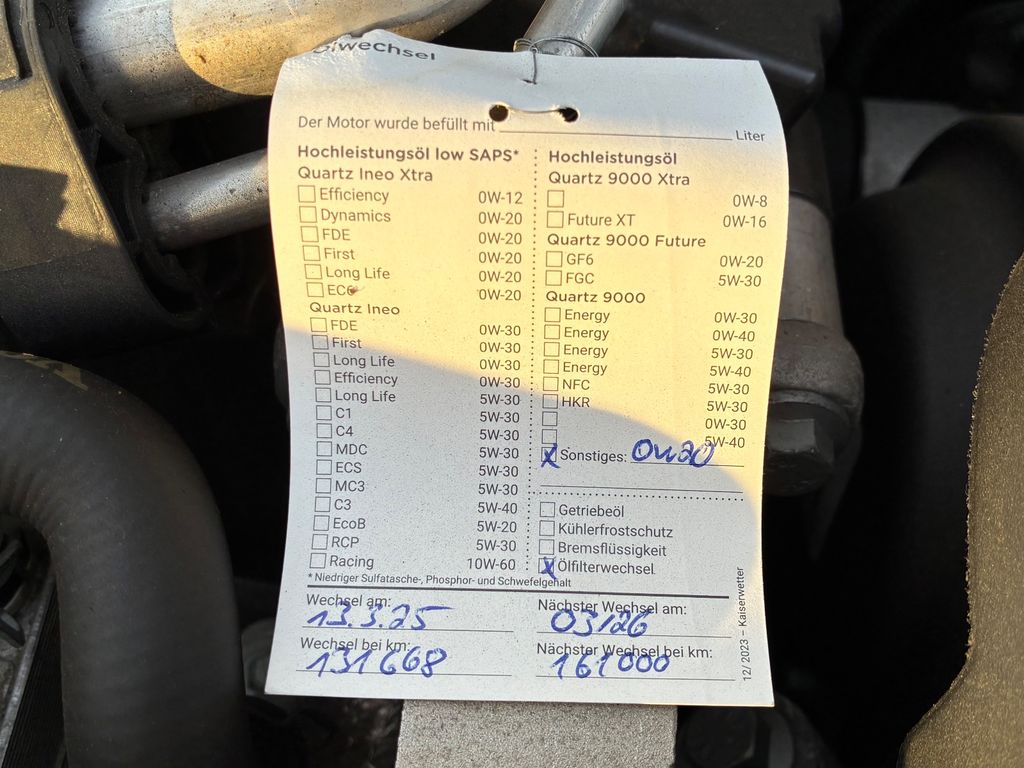 Ölwechsel
Der Motor wurde befüllt mit Liter
Hochleistungsöl low SAPS*
Quartz Ineo Xtra
Efficiency 0W-12
Dynamics 0W-20
FDE 0W-20
First 0W-20
Long Life 0W-20
EC6 0W-20
Quartz Ineo
FDE 0W-30
First 0W-30
Long Life 0W-30
Efficiency 0W-30
Long Life 5W-30
C1 5W-30
C4 5W-30
MDC 5W-30
ECS 5W-30
MC3 5W-30
C3 5W-40
EcoB 5W-20
RCP 5W-30
Racing 10W-60
* Niedriger Sulfatasche-, Phosphor- und Schwefelgehalt
Hochleistungsöl
Quartz 9000 Xtra
0W-8
Future XT 0W-16
Quartz 9000 Future
GF6 0W-20
FGC 5W-30
Quartz 9000
Energy 0W-30
Energy 0W-40
Energy 5W-30
Energy 5W-40
NFC 5W-30
HKR 5W-30
0W-30
5W-40
X Sonstiges: 0W20
Getriebeöl
Kühlerfrostschutz
Bremsflüssigkeit
X Ölfilterwechsel
Wechsel am: 13.3.25
Nächster Wechsel am: 03/26
Wechsel bei km: 131668
Nächster Wechsel bei km: 161000
12/ 2023 – Kaiserwetter